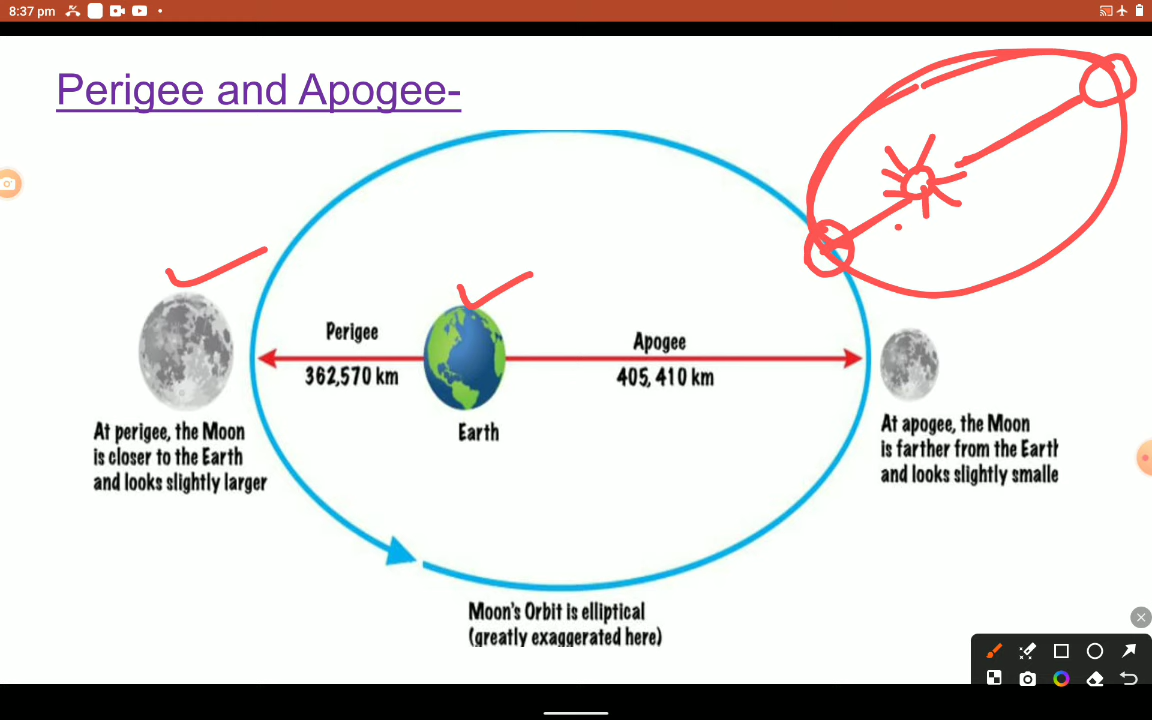 8:37 pm
Perigee and Apogee-
Perigee
362,570 km
Apogee
405, 410 km
Earth
At perigee, the Moon
is closer to the Earth
and looks slightly larger
At apogee, the Moon
is farther from the Earth
and looks slightly smalle
Moon's Orbit is elliptical
(greatly exaggerated here)